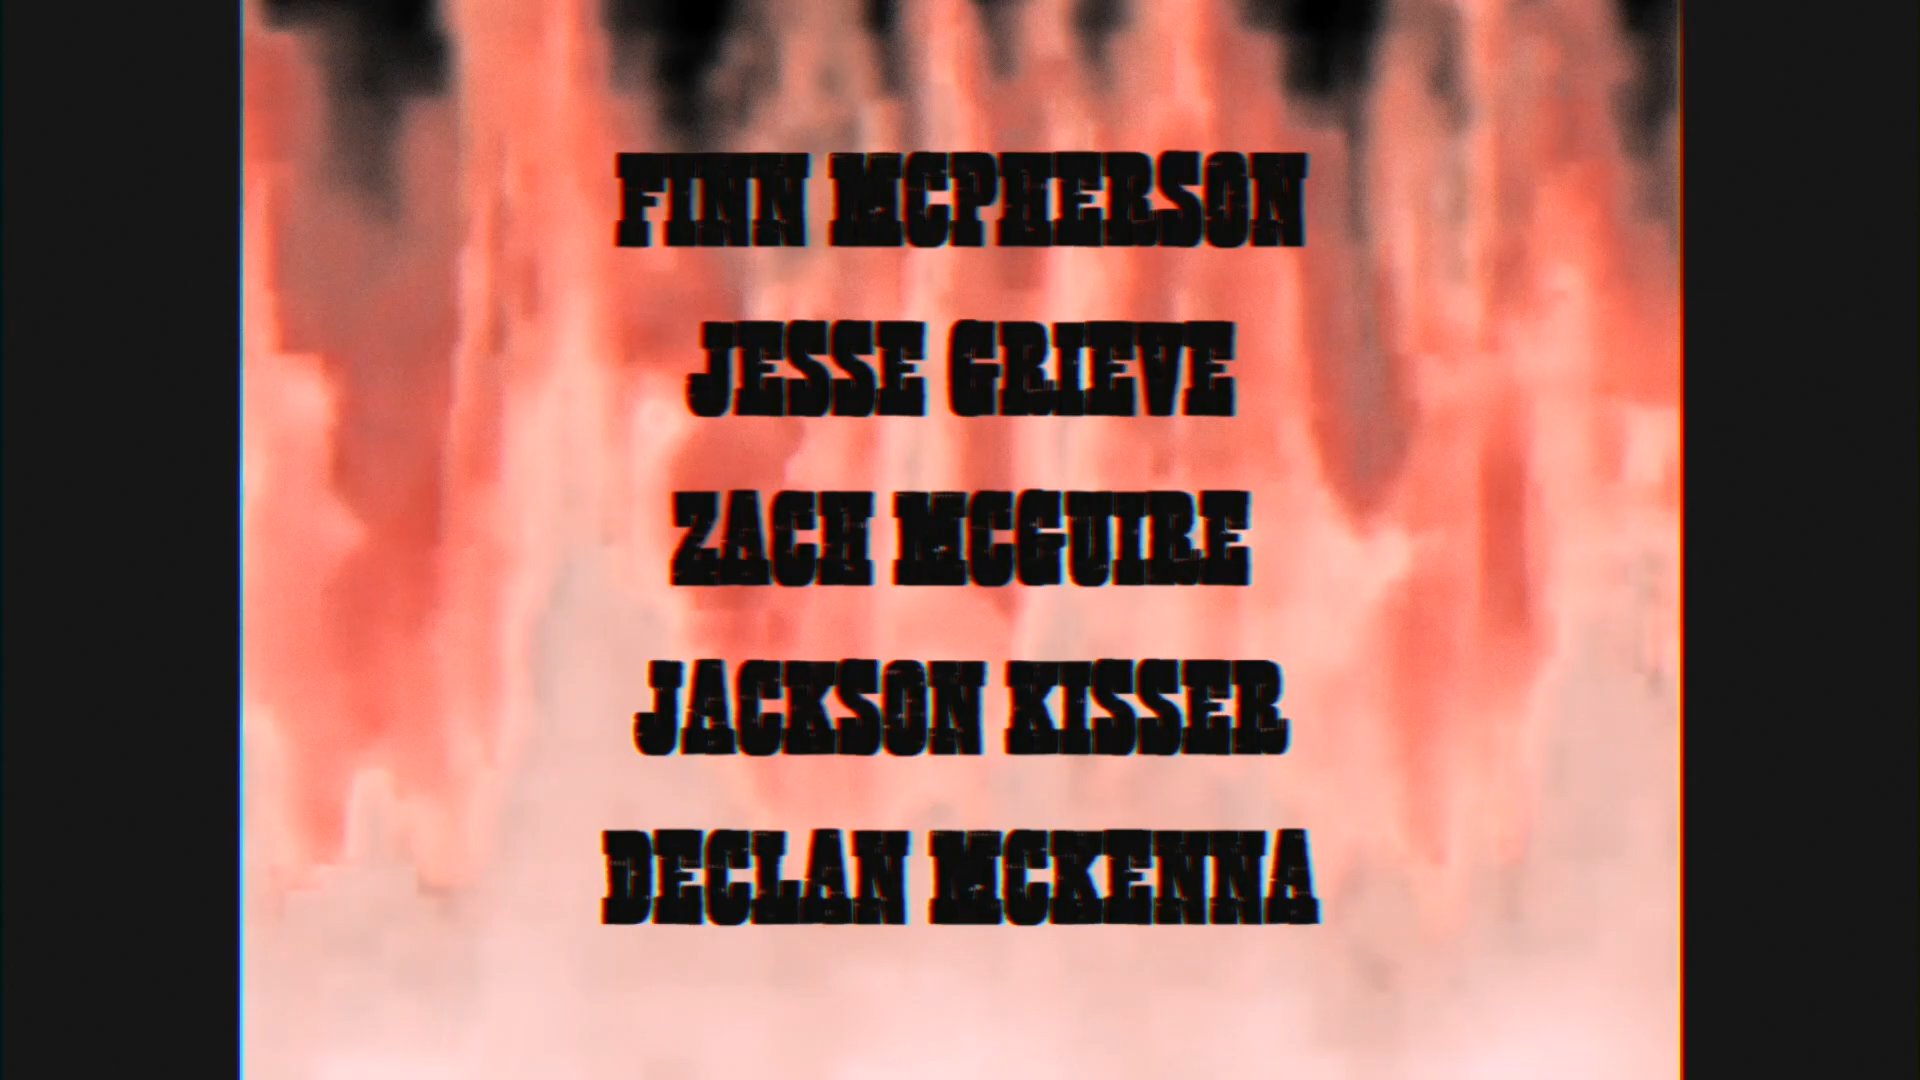 FINN MCPHERSON
JESSE GRIEVE
ZACH MCGUIRE
JACKSON KISSER
DECLAN MCKENNA